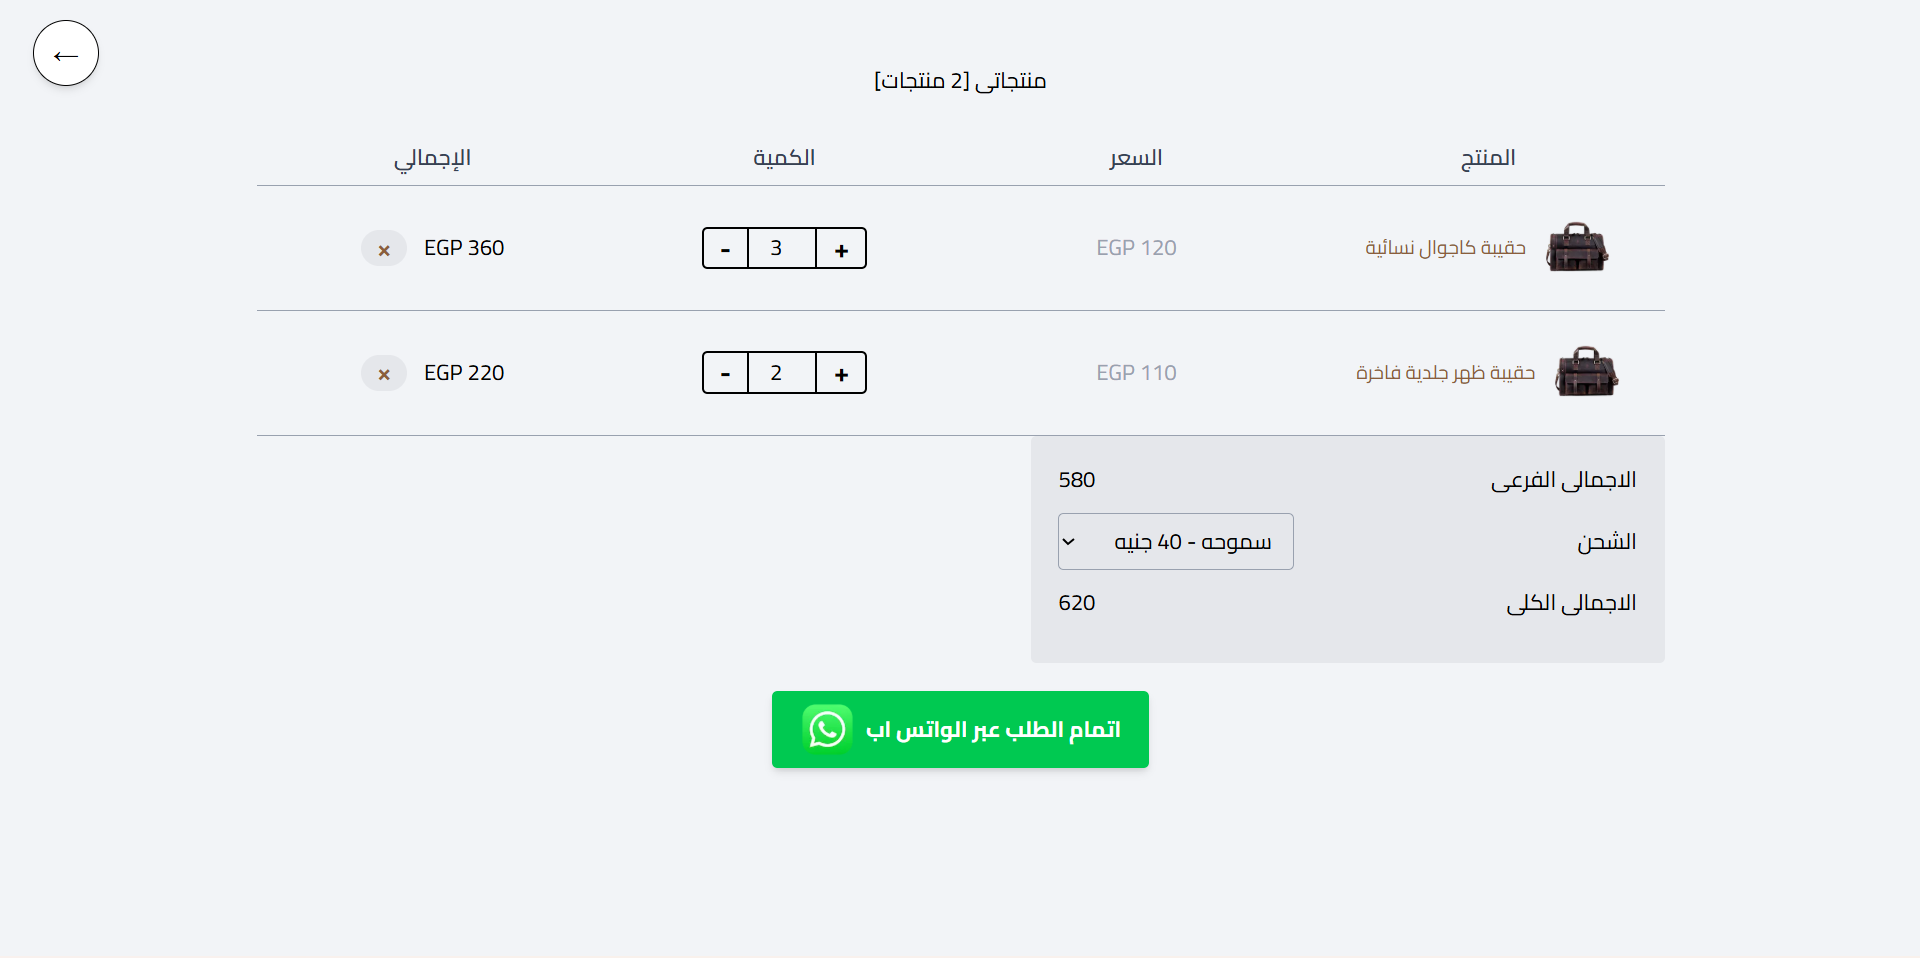 ←
منتجاتى [2 منتجات]
المنتج السعر الكمية الإجمالي
حقيبة كاجوال نسائية EGP 120 + 3 - EGP 360 ×
حقيبة ظهر جلدية فاخرة EGP 110 + 2 - EGP 220 ×
الاجمالى الفرعى 580
الشحن سموحه - 40 جنيه
الاجمالى الكلى 620
اتمام الطلب عبر الواتس اب